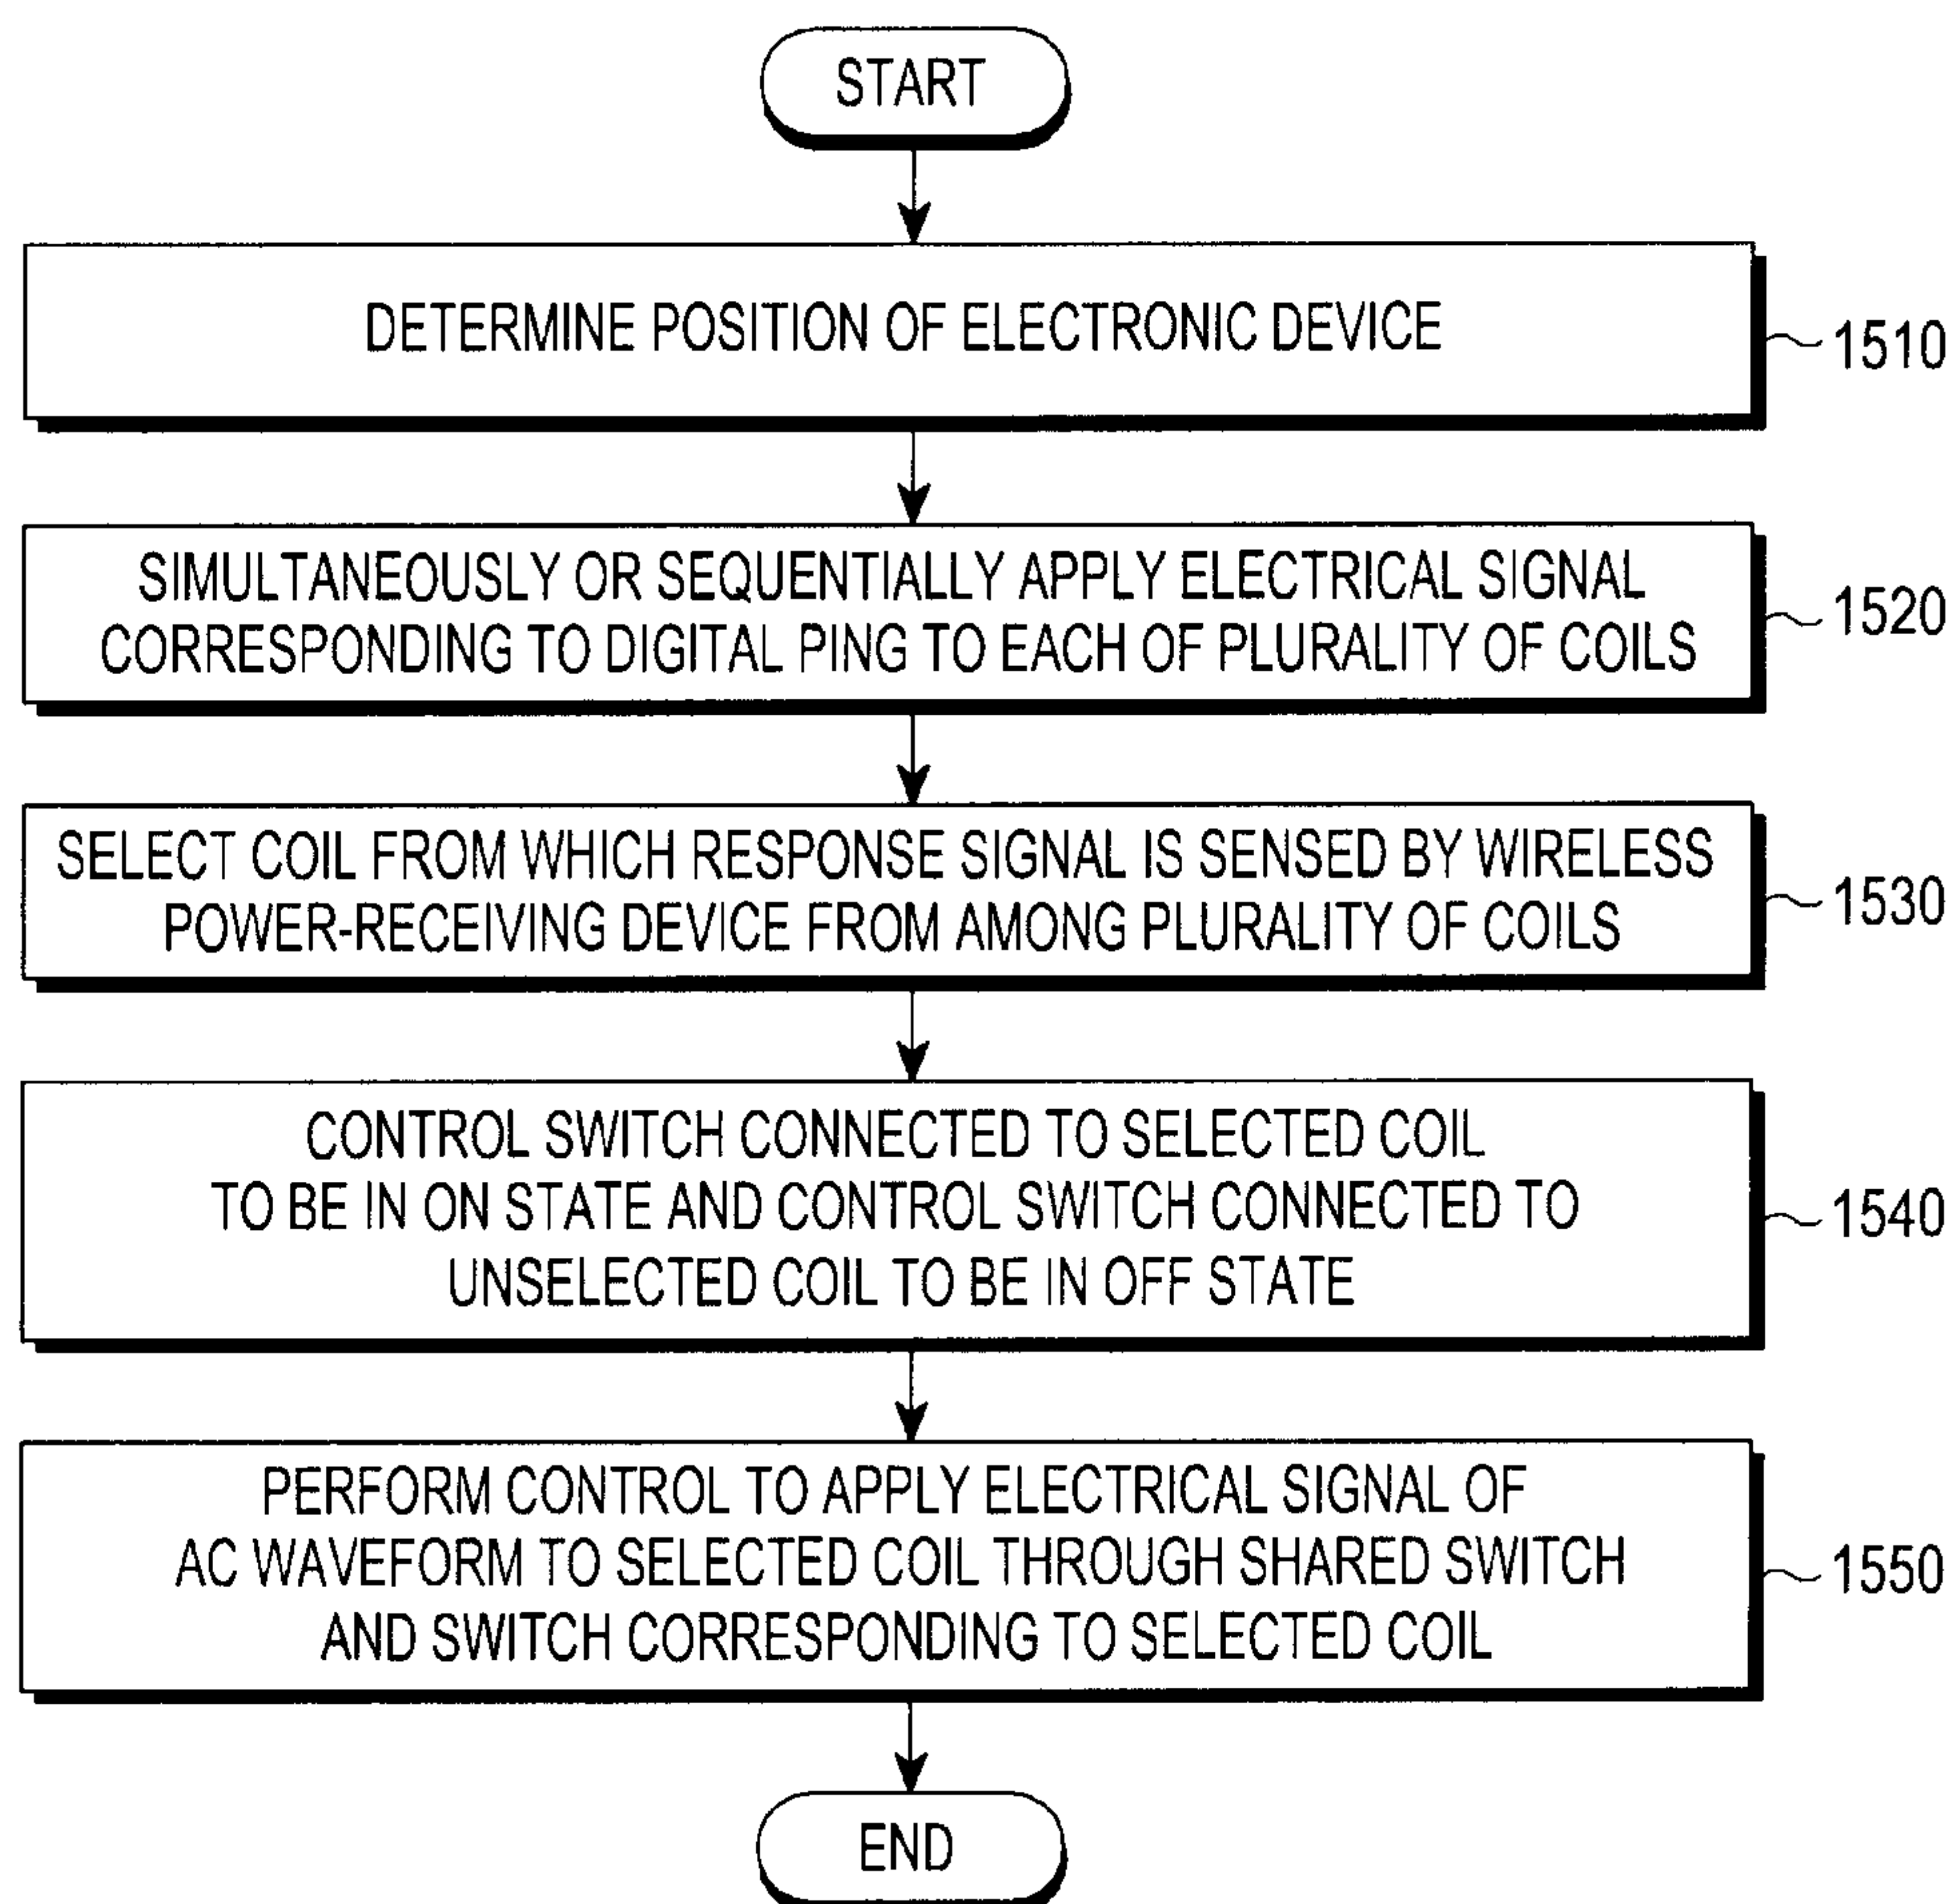 START
DETERMINE POSITION OF ELECTRONIC DEVICE
1510
SIMULTANEOUSLY OR SEQUENTIALLY APPLY ELECTRICAL SIGNAL
CORRESPONDING TO DIGITAL PING TO EACH OF PLURALITY OF COILS
1520
SELECT COIL FROM WHICH RESPONSE SIGNAL IS SENSED BY WIRELESS
POWER-RECEIVING DEVICE FROM AMONG PLURALITY OF COILS
1530
CONTROL SWITCH CONNECTED TO SELECTED COIL
TO BE IN ON STATE AND CONTROL SWITCH CONNECTED TO
UNSELECTED COIL TO BE IN OFF STATE
1540
PERFORM CONTROL TO APPLY ELECTRICAL SIGNAL OF
AC WAVEFORM TO SELECTED COIL THROUGH SHARED SWITCH
AND SWITCH CORRESPONDING TO SELECTED COIL
1550
END